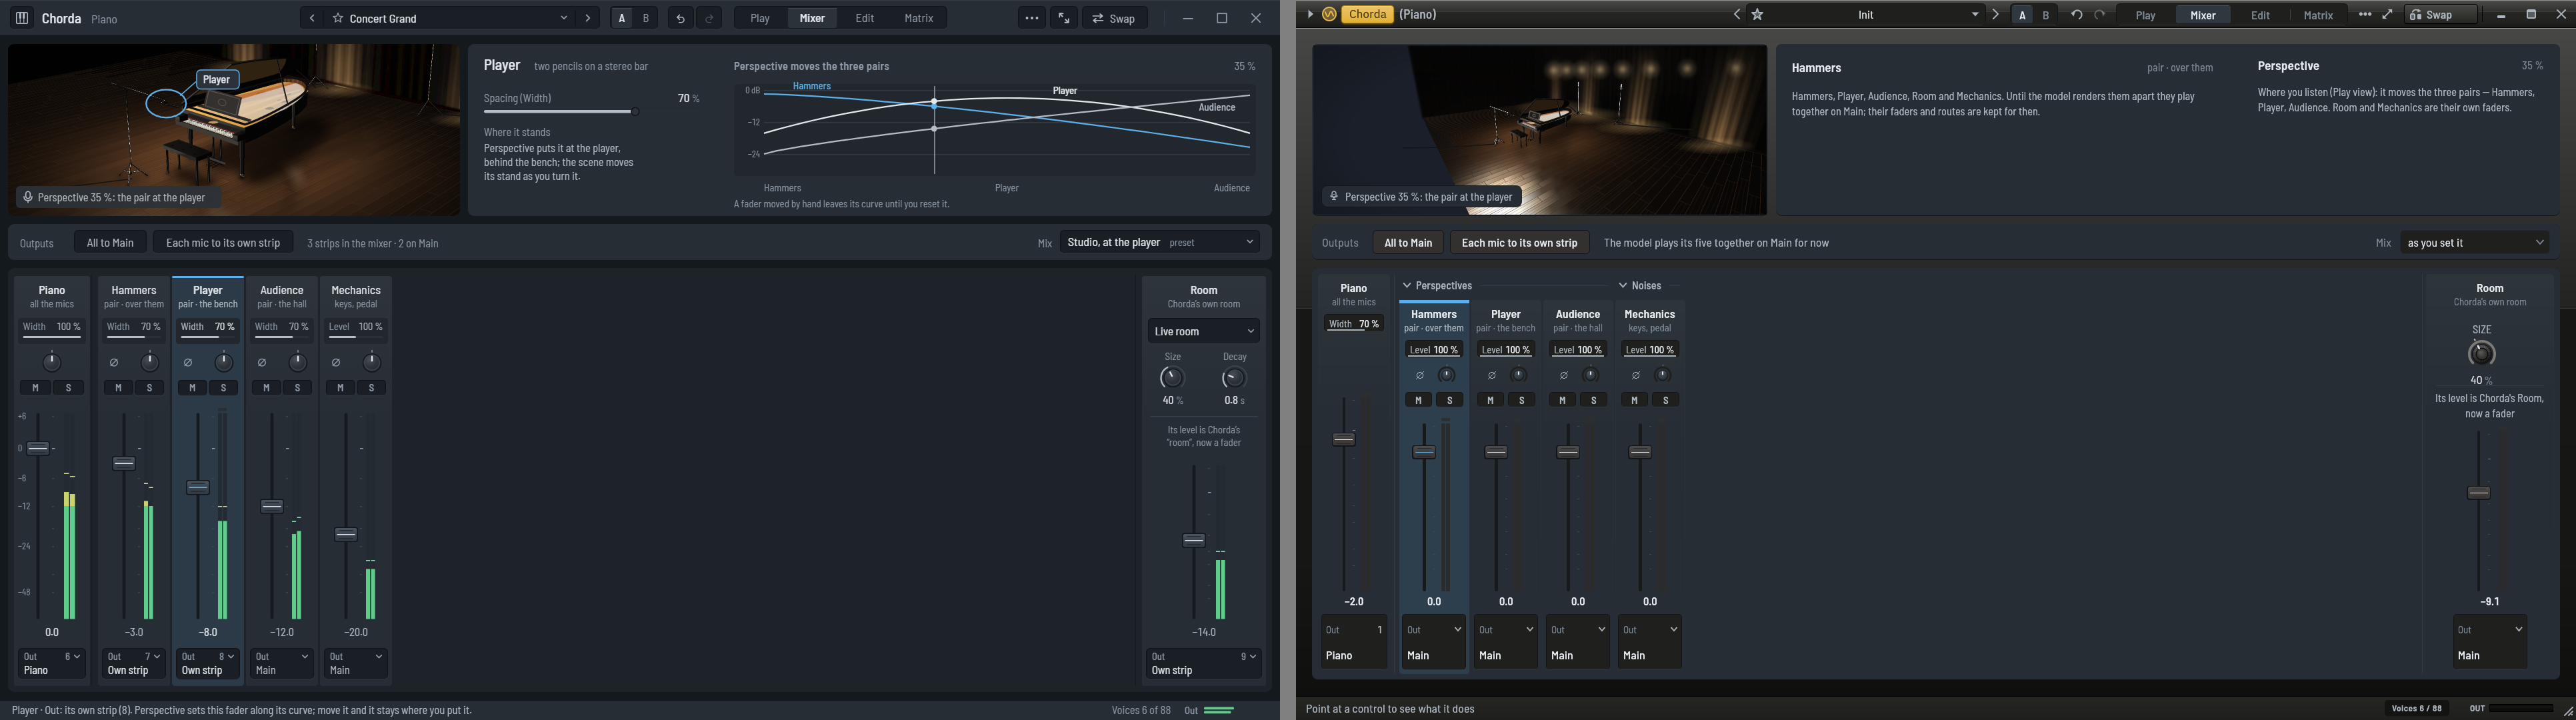 Chorda Piano
Concert Grand
A B
Play Mixer Edit Matrix
Swap
Player
Perspective 35 %: the pair at the player
Player two pencils on a stereo bar
Spacing (Width) 70 %
Where it stands
Perspective puts it at the player,
behind the bench; the scene moves
its stand as you turn it.
Perspective moves the three pairs 35 %
0 dB
−12
−24
Hammers
Player
Audience
Hammers Player Audience
A fader moved by hand leaves its curve until you reset it.
Outputs All to Main Each mic to its own strip 3 strips in the mixer · 2 on Main
Mix Studio, at the player preset
Piano Hammers Player Audience Mechanics
all the mics pair · over them pair · the bench pair · the hall keys, pedal
Width 100 % Width 70 % Width 70 % Width 70 % Level 100 %
Ø Ø Ø Ø
M S M S M S M S M S
+6
0
−6
−12
−24
−48
0.0 −3.0 −8.0 −12.0 −20.0
Out 6 Out 7 Out 8 Out Out
Piano Own strip Own strip Main Main
Room
Chorda's own room
Live room
Size Decay
40 % 0.8 s
Its level is Chorda's
"room", now a fader
−14.0
Out 9
Own strip
Player · Out: its own strip (8). Perspective sets this fader along its curve; move it and it stays where you put it.
Voices 6 of 88 Out
Chorda (Piano)
Init
A B
Play Mixer Edit Matrix
Swap
Perspective 35 %: the pair at the player
Hammers pair · over them
Hammers, Player, Audience, Room and Mechanics. Until the model renders them apart they play
together on Main; their faders and routes are kept for then.
Perspective 35 %
Where you listen (Play view): it moves the three pairs — Hammers,
Player, Audience. Room and Mechanics are their own faders.
Outputs All to Main Each mic to its own strip The model plays its five together on Main for now
Mix as you set it
Piano
all the mics
Width 70 %
Perspectives Noises
Hammers Player Audience Mechanics
pair · over them pair · the bench pair · the hall keys, pedal
Level 100 % Level 100 % Level 100 % Level 100 %
Ø Ø Ø Ø
M S M S M S M S
−2.0 0.0 0.0 0.0 0.0
Out 1 Out Out Out Out
Piano Main Main Main Main
Room
Chorda's own room
SIZE
40 %
Its level is Chorda's Room,
now a fader
−9.1
Out
Main
Point at a control to see what it does
Voices 6 / 88 OUT